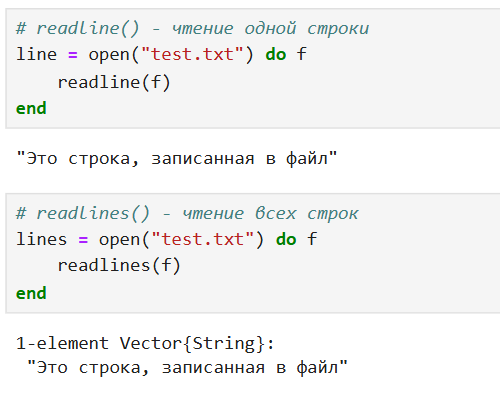 # readline() - чтение одной строки
line = open("test.txt") do f
    readline(f)
end
"Это строка, записанная в файл"
# readlines() - чтение всех строк
lines = open("test.txt") do f
    readlines(f)
end
1-element Vector{String}:
 "Это строка, записанная в файл"